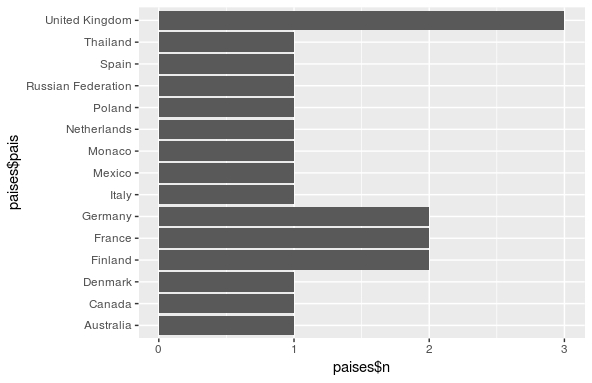 United Kingdom
Thailand
Spain
Russian Federation
Poland
Netherlands
Monaco
Mexico
Italy
Germany
France
Finland
Denmark
Canada
Australia
paises$pais
0 1 2 3
paises$n